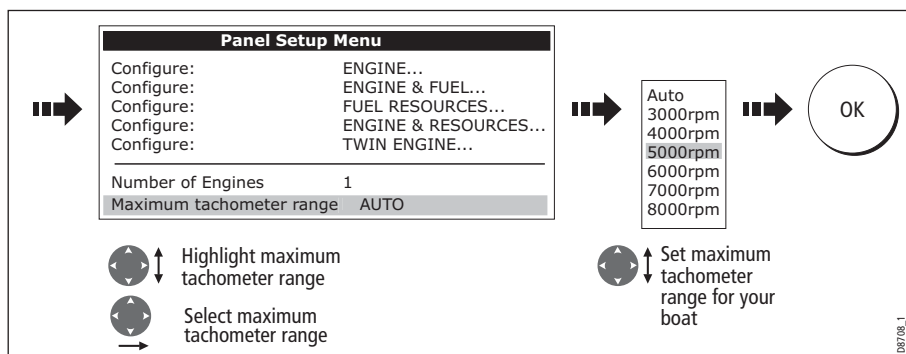 Panel Setup Menu
Configure: ENGINE...
Configure: ENGINE & FUEL...
Configure: FUEL RESOURCES...
Configure: ENGINE & RESOURCES...
Configure: TWIN ENGINE...
Number of Engines 1
Maximum tachometer range AUTO
Highlight maximum
tachometer range
Select maximum
tachometer range
Auto
3000rpm
4000rpm
5000rpm
6000rpm
7000rpm
8000rpm
Set maximum
tachometer
range for your
boat
OK
D8708_1